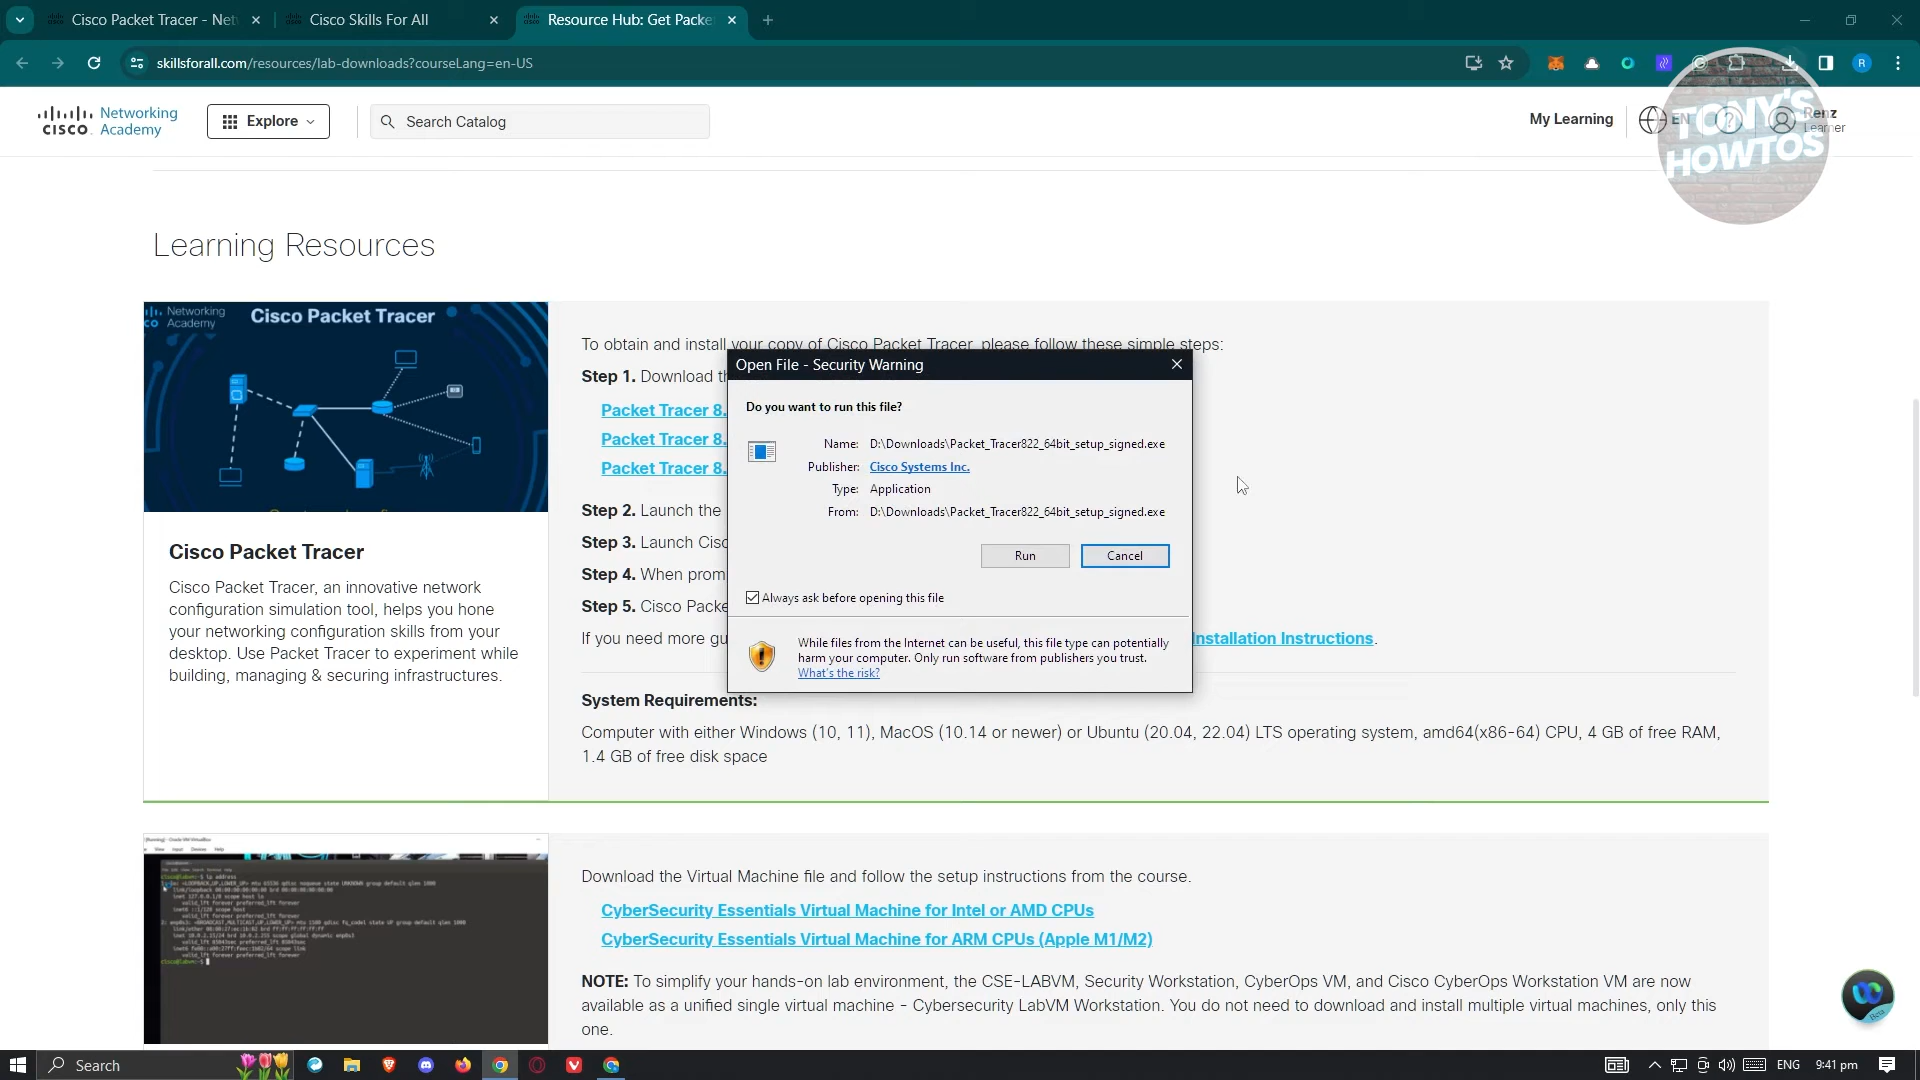 Cisco Packet Tracer - Net
Cisco Skills For All
Resource Hub: Get Packe
skillsforall.com/resources/lab-downloads?courseLang=en-US
R
cisco
Networking
Academy
Explore
Search Catalog
My Learning
EN
Renz
Learner
TONY'S
HOWTOS
Learning Resources
Networking
Academy
Cisco Packet Tracer
Cisco Packet Tracer
Cisco Packet Tracer, an innovative network
configuration simulation tool, helps you hone
your networking configuration skills from your
desktop. Use Packet Tracer to experiment while
building, managing & securing infrastructures.
To obtain and install your copy of Cisco Packet Tracer, please follow these simple steps:
Step 1. Download th
Packet Tracer 8.
Packet Tracer 8.
Packet Tracer 8.
Step 2. Launch the
Step 3. Launch Cisc
Step 4. When prom
Step 5. Cisco Packe
If you need more gu
Installation Instructions.
Open File - Security Warning
Do you want to run this file?
Name: D:\Downloads\Packet_Tracer822_64bit_setup_signed.exe
Publisher: Cisco Systems Inc.
Type: Application
From: D:\Downloads\Packet_Tracer822_64bit_setup_signed.exe
Run
Cancel
Always ask before opening this file
While files from the Internet can be useful, this file type can potentially
harm your computer. Only run software from publishers you trust.
What's the risk?
System Requirements:
Computer with either Windows (10, 11), MacOS (10.14 or newer) or Ubuntu (20.04, 22.04) LTS operating system, amd64(x86-64) CPU, 4 GB of free RAM,
1.4 GB of free disk space
Download the Virtual Machine file and follow the setup instructions from the course.
CyberSecurity Essentials Virtual Machine for Intel or AMD CPUs
CyberSecurity Essentials Virtual Machine for ARM CPUs (Apple M1/M2)
NOTE: To simplify your hands-on lab environment, the CSE-LABVM, Security Workstation, CyberOps VM, and Cisco CyberOps Workstation VM are now
available as a unified single virtual machine - Cybersecurity LabVM Workstation. You do not need to download and install multiple virtual machines, only this
one.
Beta
Search
ENG
9:41 pm